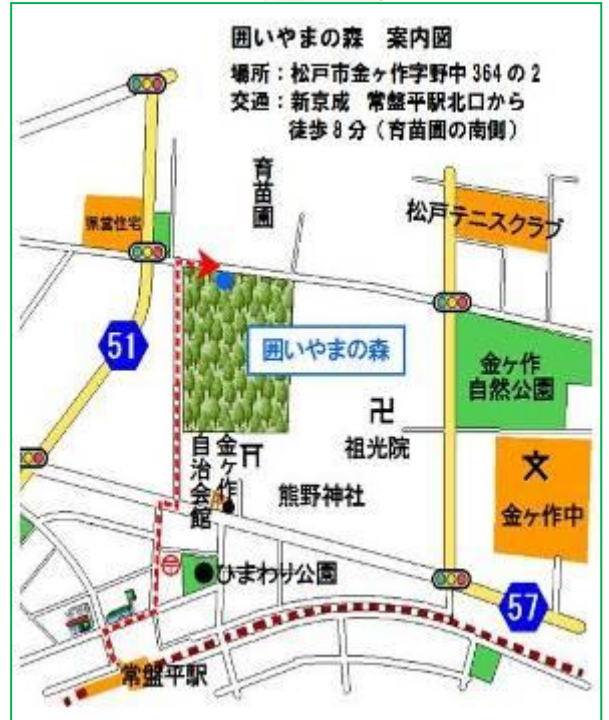 囲いやまの森 案内図
場所:松戸市金ヶ作字野中364の2
交通:新京成 常盤平駅北口から
徒歩8分(育苗圃の南側)
育苗圃
県営住宅
松戸テニスクラブ
51
囲いやまの森
金ヶ作
自然公園
祖光院
金ヶ作
自治会館
熊野神社
金ヶ作中
ひまわり公園
57
常盤平駅